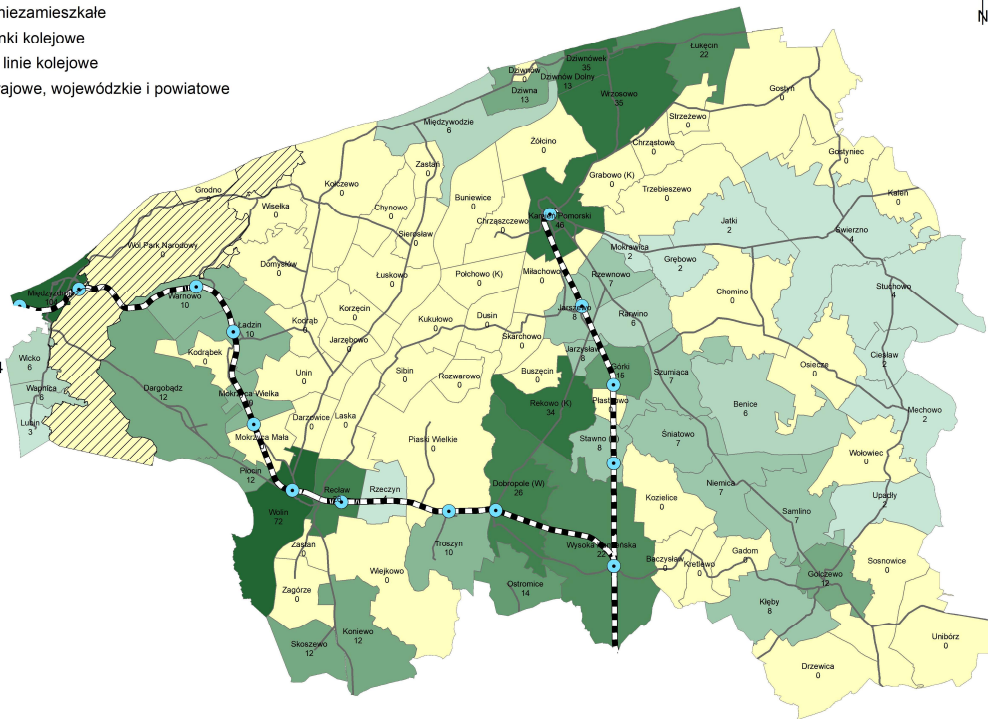 niezamieszkałe
nki kolejowe
linie kolejowe
ajowe, wojewódzkie i powiatowe
N
Łukęcin
22
Dziwnówek
35
Dziwnów
0
Dziwnów Dolny
13
Dziwna
13
Wrzosowo
35
Gostyń
0
Strzeżewo
0
Międzywodzie
6
Żółcino
0
Chrząstowo
0
Gostyniec
0
Zastań
0
Grabowo (K)
0
Trzebieszewo
0
Kaleń
0
Grodno
0
Kołczewo
0
Wisełka
0
Chynowo
0
Buniewice
0
Chrząszczewo
0
Kamień Pomorski
46
Jatki
2
Świerzno
4
Sierosław
0
Wol.Park Narodowy
0
Mokrawica
2
Grębowo
2
Domysłów
0
Łuskowo
0
Połchowo (K)
0
Miłachowo
0
Rzewnowo
7
Stuchowo
4
Chomino
0
104
Warnowo
10
Ładzin
10
Korzęcin
0
Kodrąb
0
Jarzębowo
0
Kukułowo
0
Dusin
0
Skarchowo
0
Jarszewo
8
Rarwino
6
Jarzysław
8
Kodrąbek
0
Wicko
6
Wapnica
6
Lubin
3
Dargobądz
12
Unin
0
Sibin
0
Rozwarowo
0
Buszęcin
0
Górki
16
Szumiąca
7
Osiecze
0
Ciesław
2
Mokrzyca Wielka
Rekowo (K)
34
Płastkowo
0
Benice
6
Mechowo
2
Darzowice
0
Laska
0
Mokrzyca Mała
Piaski Wielkie
0
Stawno
8
Śniatowo
7
Wołowiec
0
Płocin
12
Recław
Rzeczyn
Dobropole (W)
26
Kozielice
0
Niemica
7
Upadły
2
Wolin
72
Samlino
7
Zastań
0
Troszyn
10
Wysoka Kamieńska
22
Baczysław
0
Kretlewo
0
Gadom
0
Sosnowice
0
Wiejkowo
0
Zagórze
0
Ostromice
14
Golczewo
12
Kłęby
8
Koniewo
12
Skoszewo
12
Unibórz
0
Drzewica
0